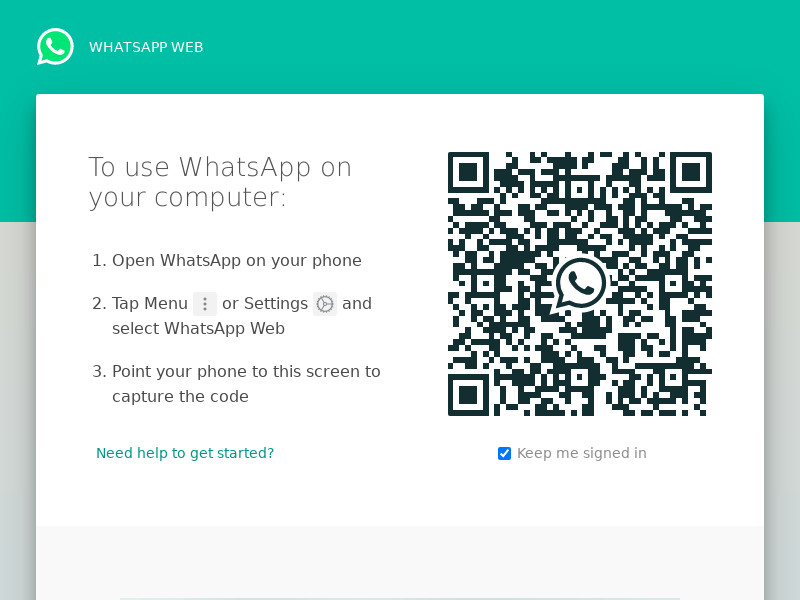 WHATSAPP WEB
To use WhatsApp on
your computer:
1. Open WhatsApp on your phone
2. Tap Menu or Settings and
select WhatsApp Web
3. Point your phone to this screen to
capture the code
Need help to get started?
Keep me signed in